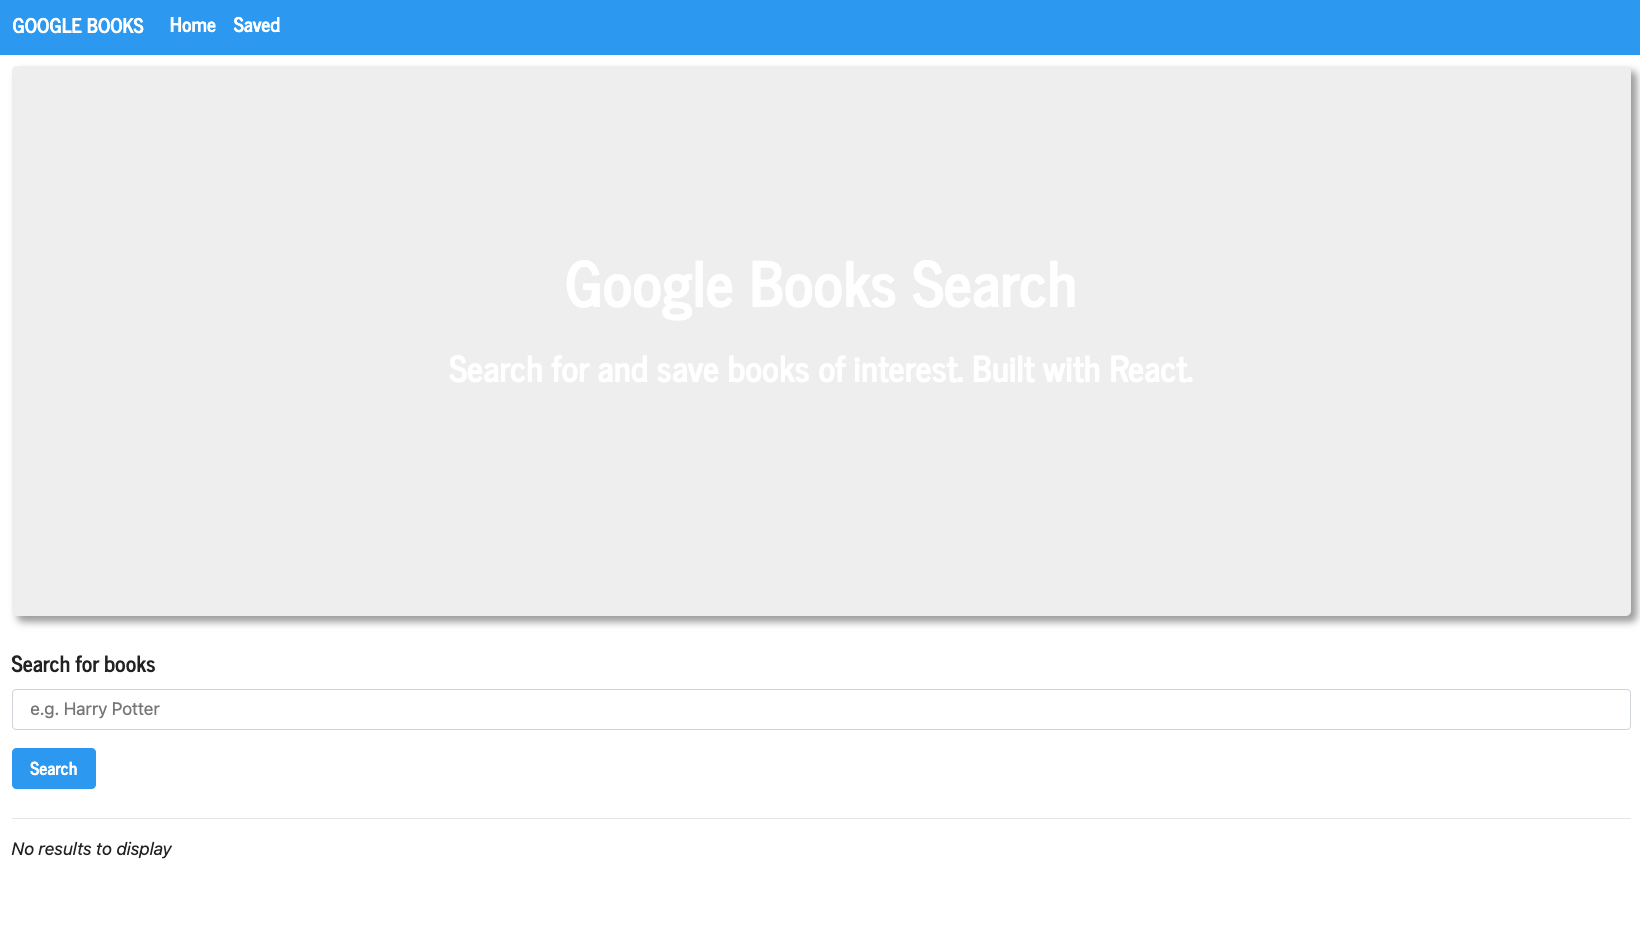 GOOGLE BOOKS Home Saved
Google Books Search
Search for and save books of interest. Built with React.
Search for books
e.g. Harry Potter
Search
No results to display